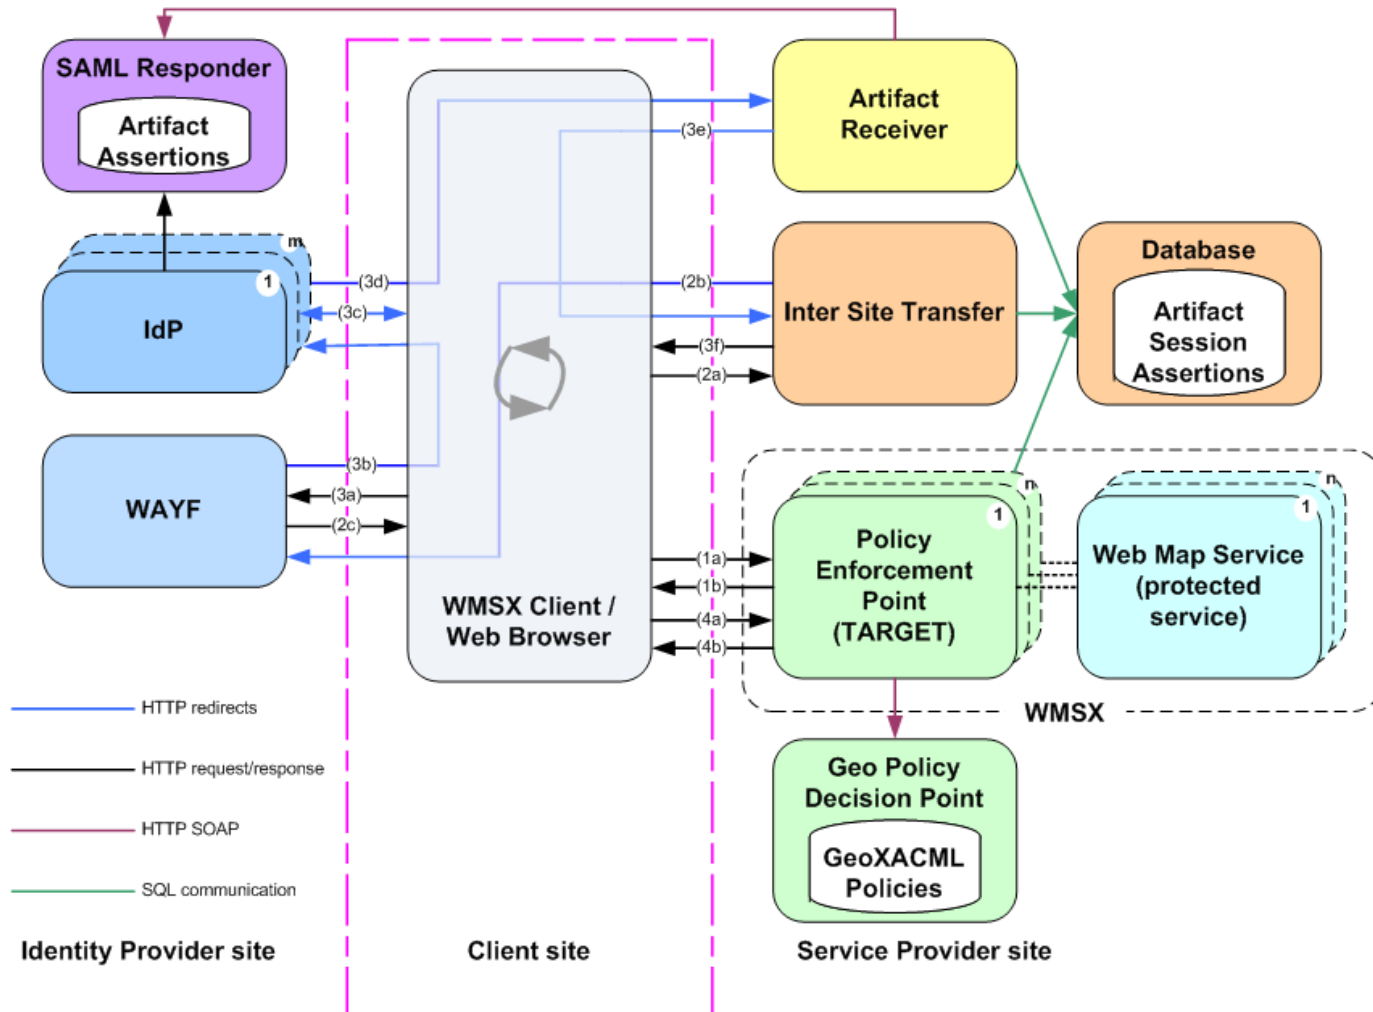 SAML Responder
Artifact
Assertions
m
1
IdP
WAYF
(3d)
(3c)
(3b)
(3a)
(2c)
WMSX Client /
Web Browser
(3e)
(2b)
(3f)
(2a)
(1a)
(1b)
(4a)
(4b)
Artifact
Receiver
Inter Site Transfer
Database
Artifact
Session
Assertions
n
1
Policy
Enforcement
Point
(TARGET)
n
1
Web Map Service
(protected
service)
WMSX
Geo Policy
Decision Point
GeoXACML
Policies
HTTP redirects
HTTP request/response
HTTP SOAP
SQL communication
Identity Provider site
Client site
Service Provider site